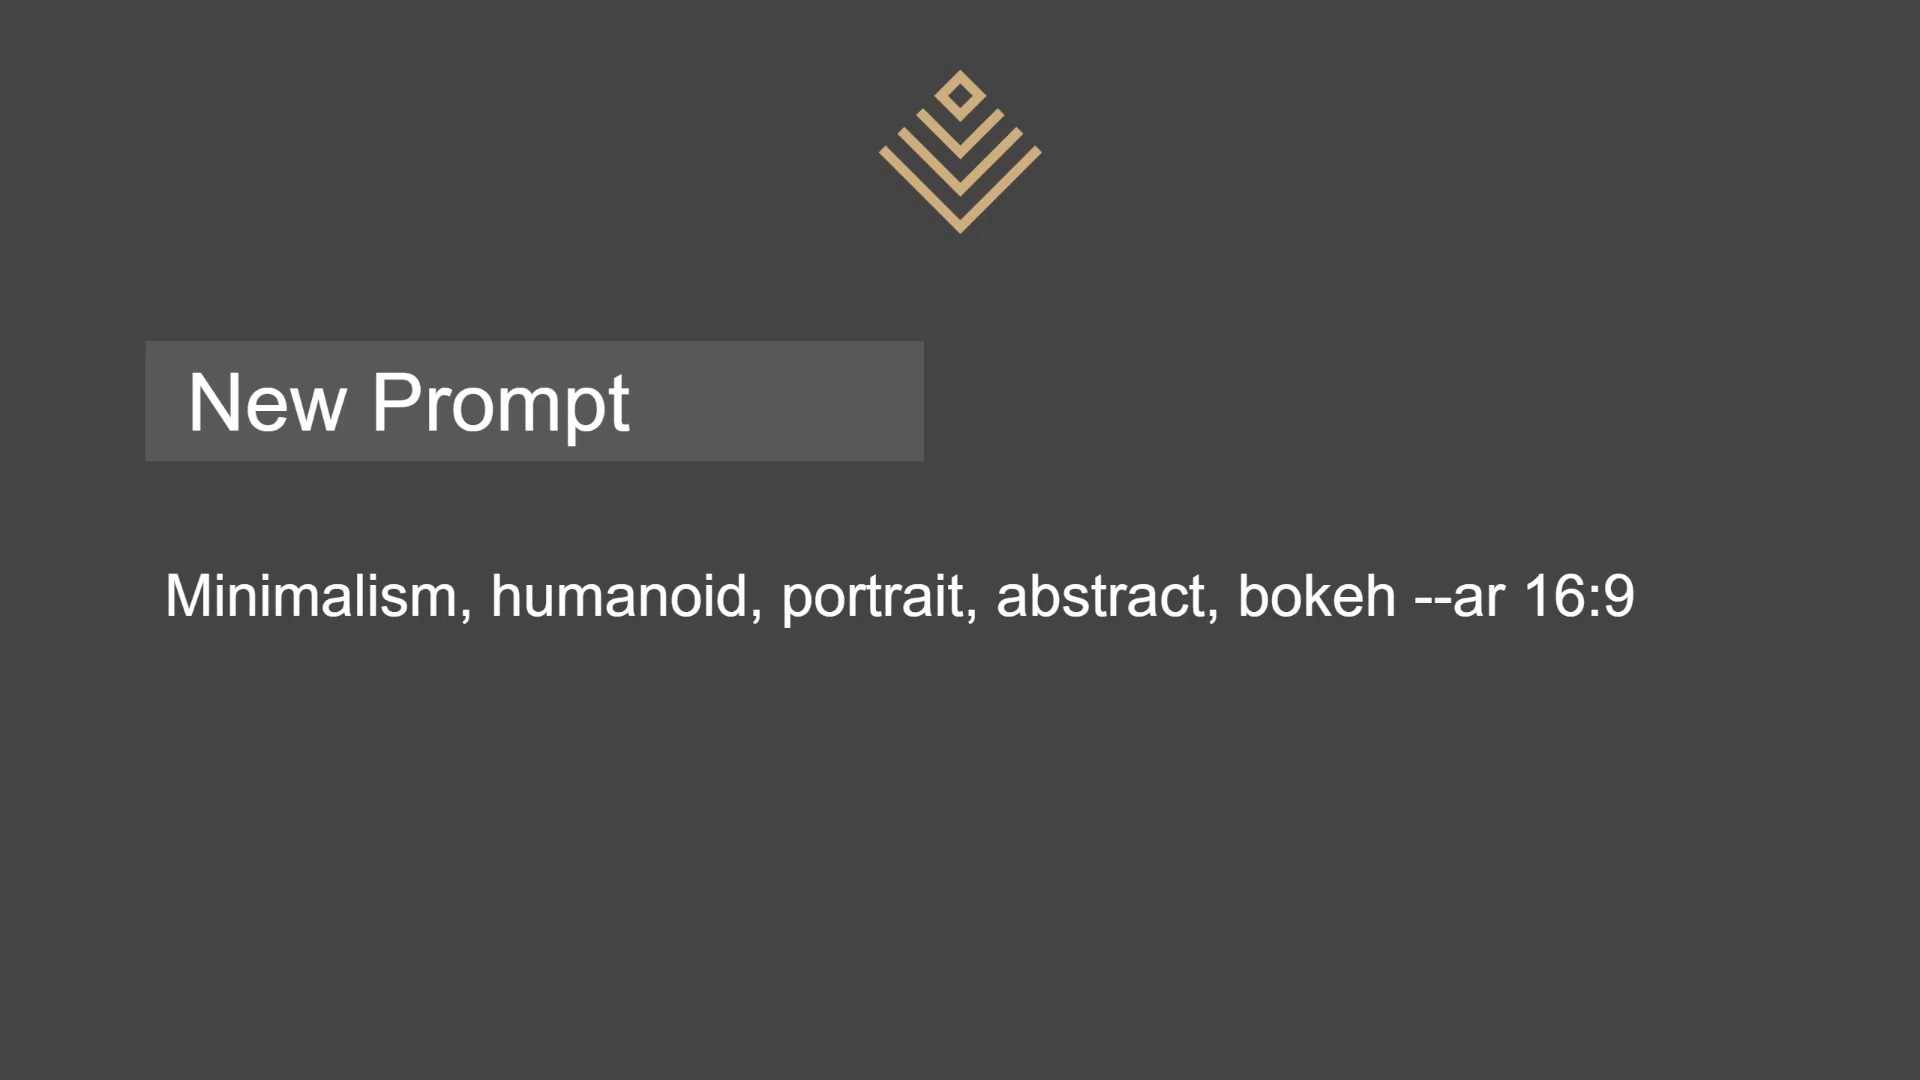 New Prompt
Minimalism, humanoid, portrait, abstract, bokeh --ar 16:9